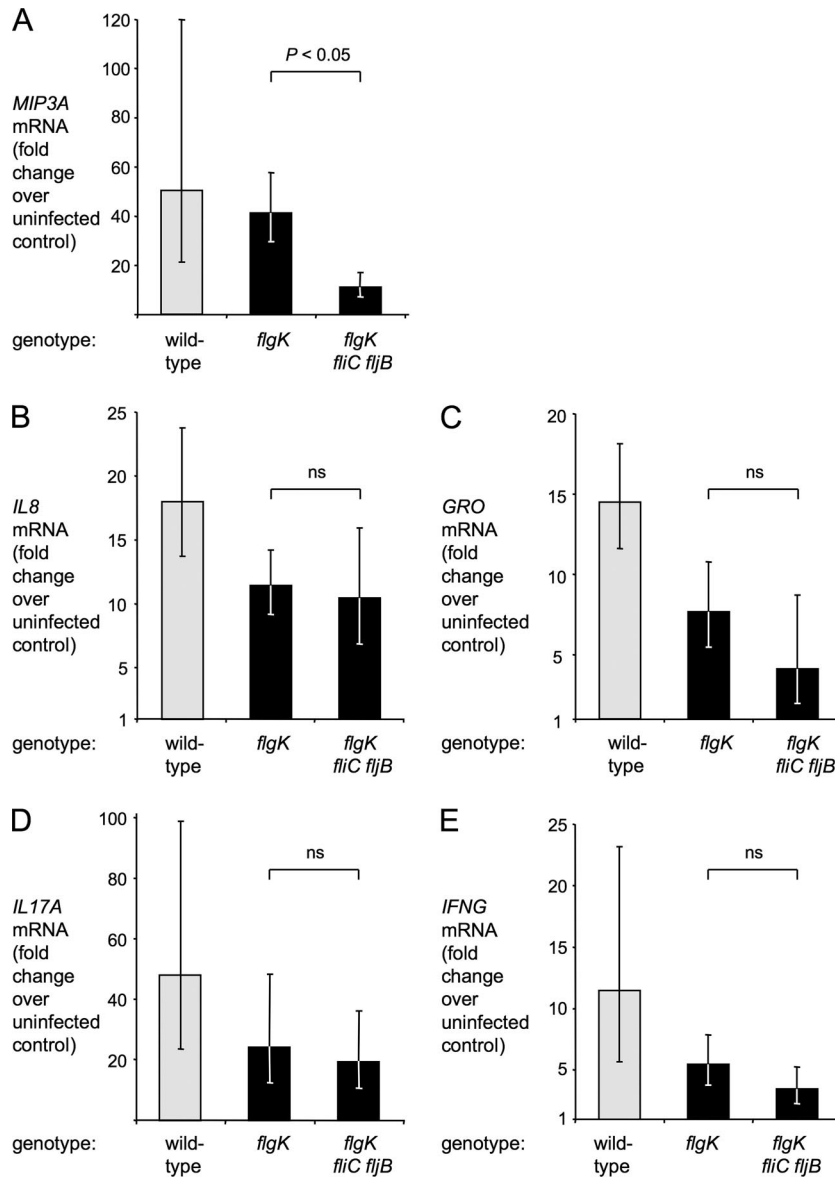 A
MIP3A
mRNA
(fold
change
over
uninfected
control)
120
100
80
60
40
20
P < 0.05
genotype:
wild-
type
flgK
flgK
fliC fljB
B
IL8
mRNA
(fold
change
over
uninfected
control)
25
20
15
10
5
1
ns
genotype:
wild-
type
flgK
flgK
fliC fljB
C
GRO
mRNA
(fold
change
over
uninfected
control)
20
15
10
5
1
ns
wild-
type
flgK
flgK
fliC fljB
D
IL17A
mRNA
(fold
change
over
uninfected
control)
100
80
60
40
20
ns
genotype:
wild-
type
flgK
flgK
fliC fljB
E
IFNG
mRNA
(fold
change
over
uninfected
control)
25
20
15
10
5
1
ns
genotype:
wild-
type
flgK
flgK
fliC fljB